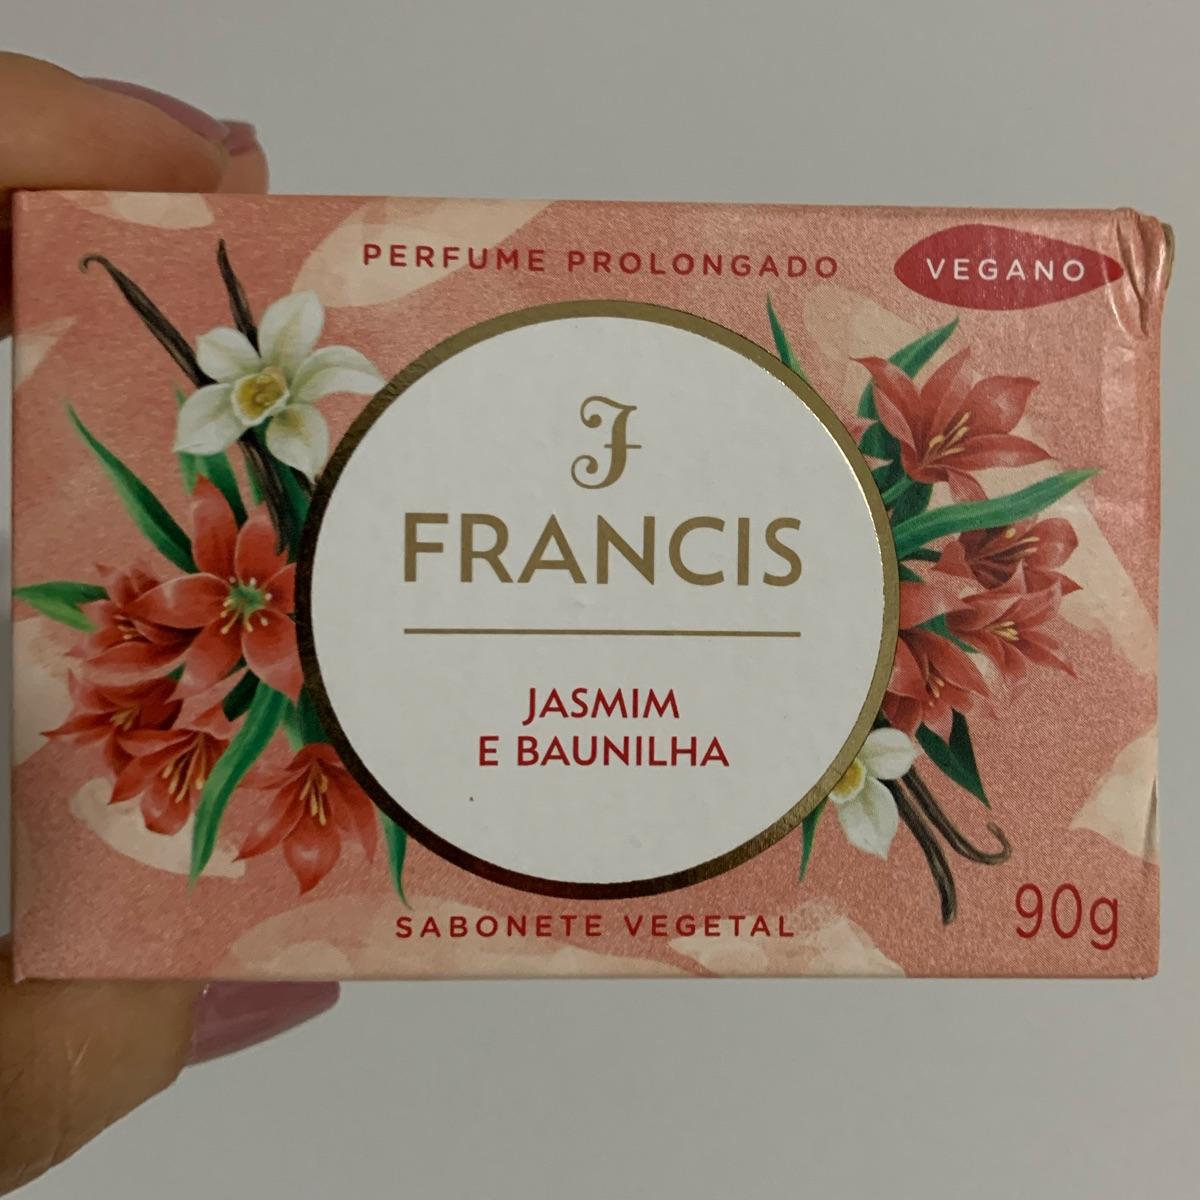 PERFUME PROLONGADO
VEGANO
F
FRANCIS
JASMIM
E BAUNILHA
SABONETE VEGETAL
90g